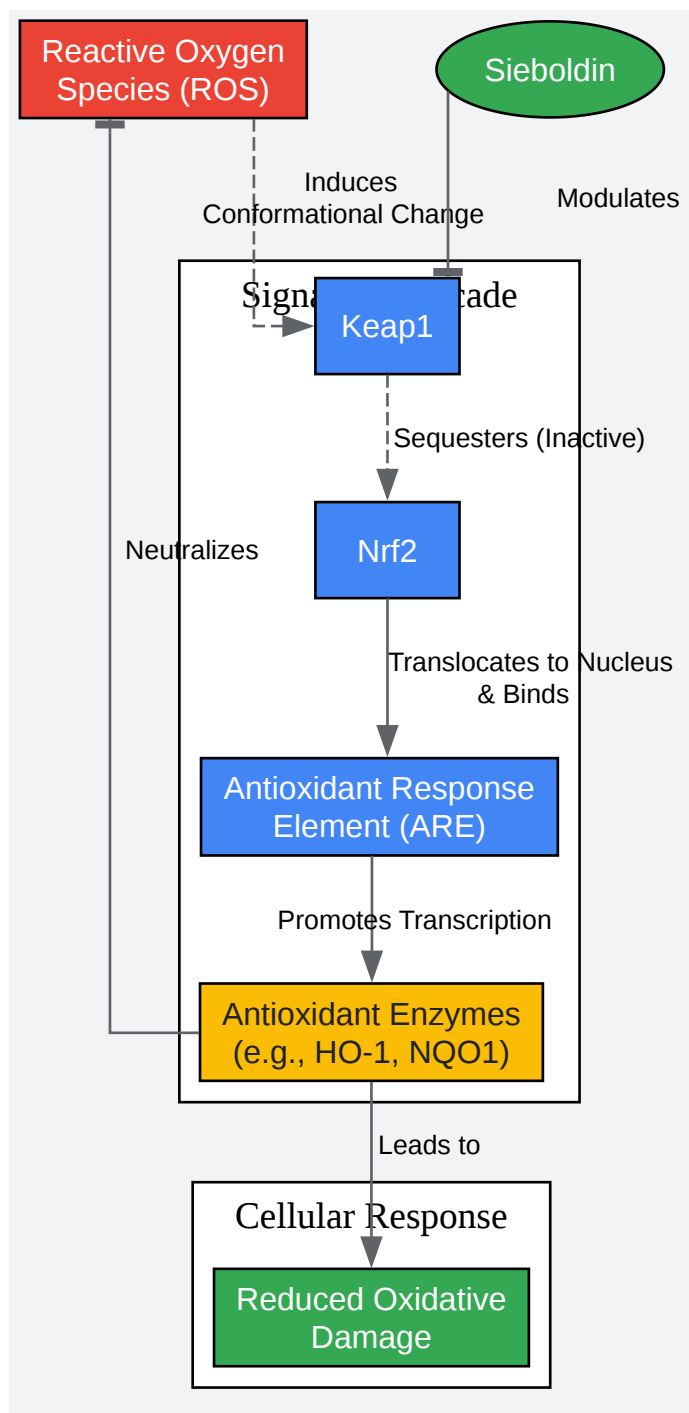 Reactive Oxygen
Species (ROS)
Sieboldin
Induces
Conformational Change
Modulates
Keap1
Sequesters (Inactive)
Nrf2
Neutralizes
Translocates to Nucleus
& Binds
Antioxidant Response
Element (ARE)
Promotes Transcription
Antioxidant Enzymes
(e.g., HO-1, NQO1)
Leads to
Cellular Response
Reduced Oxidative
Damage